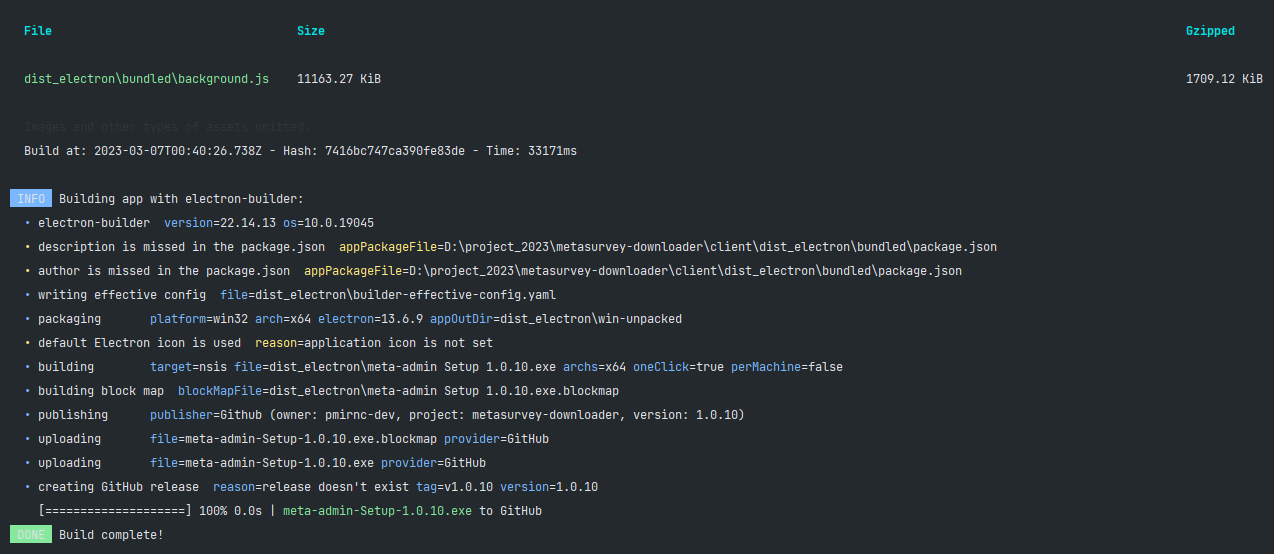 File Size Gzipped
dist_electron\bundled\background.js 11163.27 KiB 1709.12 KiB
Images and other types of assets omitted.
Build at: 2023-03-07T00:40:26.738Z - Hash: 7416bc747ca390fe83de - Time: 33171ms
INFO Building app with electron-builder:
• electron-builder version=22.14.13 os=10.0.19045
• description is missed in the package.json appPackageFile=D:\project_2023\metasurvey-downloader\client\dist_electron\bundled\package.json
• author is missed in the package.json appPackageFile=D:\project_2023\metasurvey-downloader\client\dist_electron\bundled\package.json
• writing effective config file=dist_electron\builder-effective-config.yaml
• packaging platform=win32 arch=x64 electron=13.6.9 appOutDir=dist_electron\win-unpacked
• default Electron icon is used reason=application icon is not set
• building target=nsis file=dist_electron\meta-admin Setup 1.0.10.exe archs=x64 oneClick=true perMachine=false
• building block map blockMapFile=dist_electron\meta-admin Setup 1.0.10.exe.blockmap
• publishing publisher=Github (owner: pmirnc-dev, project: metasurvey-downloader, version: 1.0.10)
• uploading file=meta-admin-Setup-1.0.10.exe.blockmap provider=GitHub
• uploading file=meta-admin-Setup-1.0.10.exe provider=GitHub
• creating GitHub release reason=release doesn't exist tag=v1.0.10 version=1.0.10
[====================] 100% 0.0s | meta-admin-Setup-1.0.10.exe to GitHub
DONE Build complete!